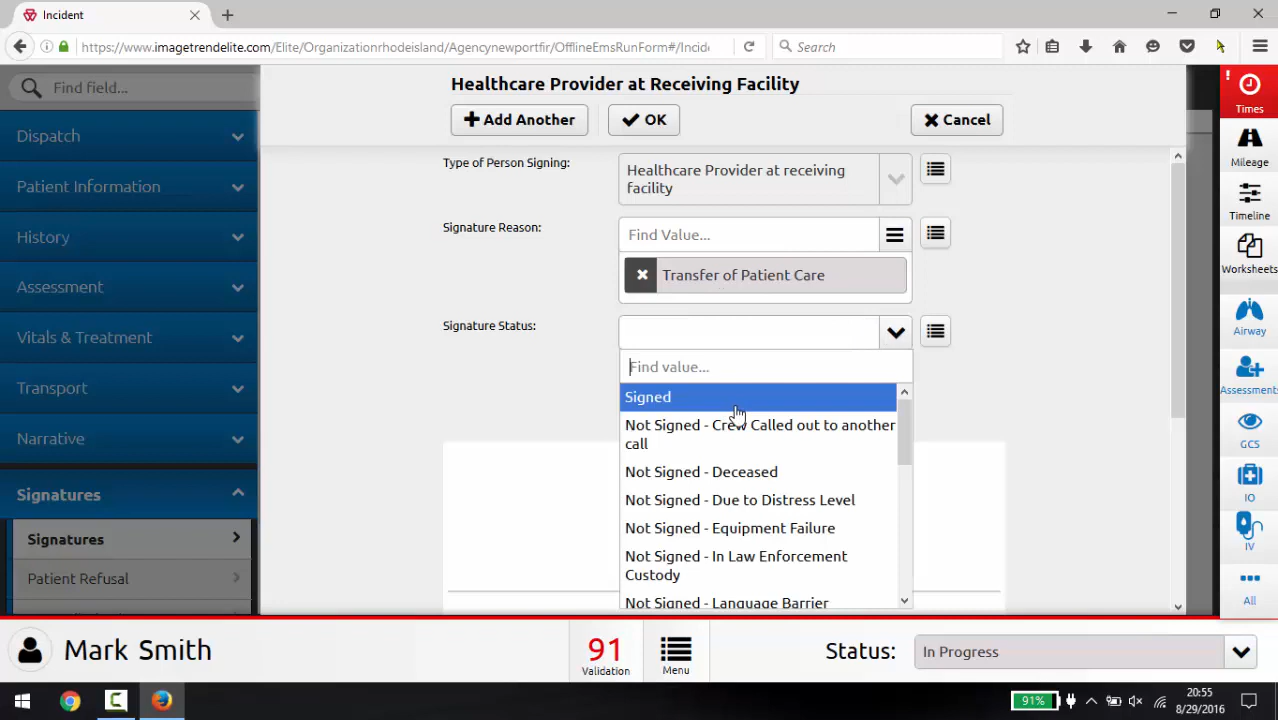 Incident
https://www.imagetrendelite.com/Elite/Organizationrhodeisland/Agencynewportfir/OfflineEmsRunForm#/Incide
Search
Find field...
Dispatch
Patient Information
History
Assessment
Vitals & Treatment
Transport
Narrative
Signatures
Signatures
Patient Refusal
Healthcare Provider at Receiving Facility
Add Another
OK
Cancel
Type of Person Signing:
Healthcare Provider at receiving
facility
Signature Reason:
Find Value...
Transfer of Patient Care
Signature Status:
Find value...
Signed
Not Signed - Crew Called out to another
call
Not Signed - Deceased
Not Signed - Due to Distress Level
Not Signed - Equipment Failure
Not Signed - In Law Enforcement
Custody
Not Signed - Language Barrier
!
Times
Mileage
Timeline
Worksheets
Airway
Assessments
GCS
IO
IV
All
Mark Smith
91
Validation
Menu
Status:
In Progress
91%
20:55
8/29/2016